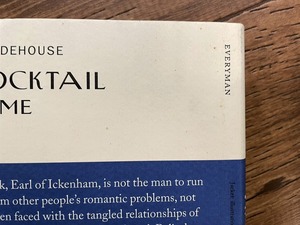 DEHOUSE
OCKTAIL
ME
EVERYMAN
k, Earl of Ickenham, is not the man to run
m other people's romantic problems, not
en faced with the tangled relationships of